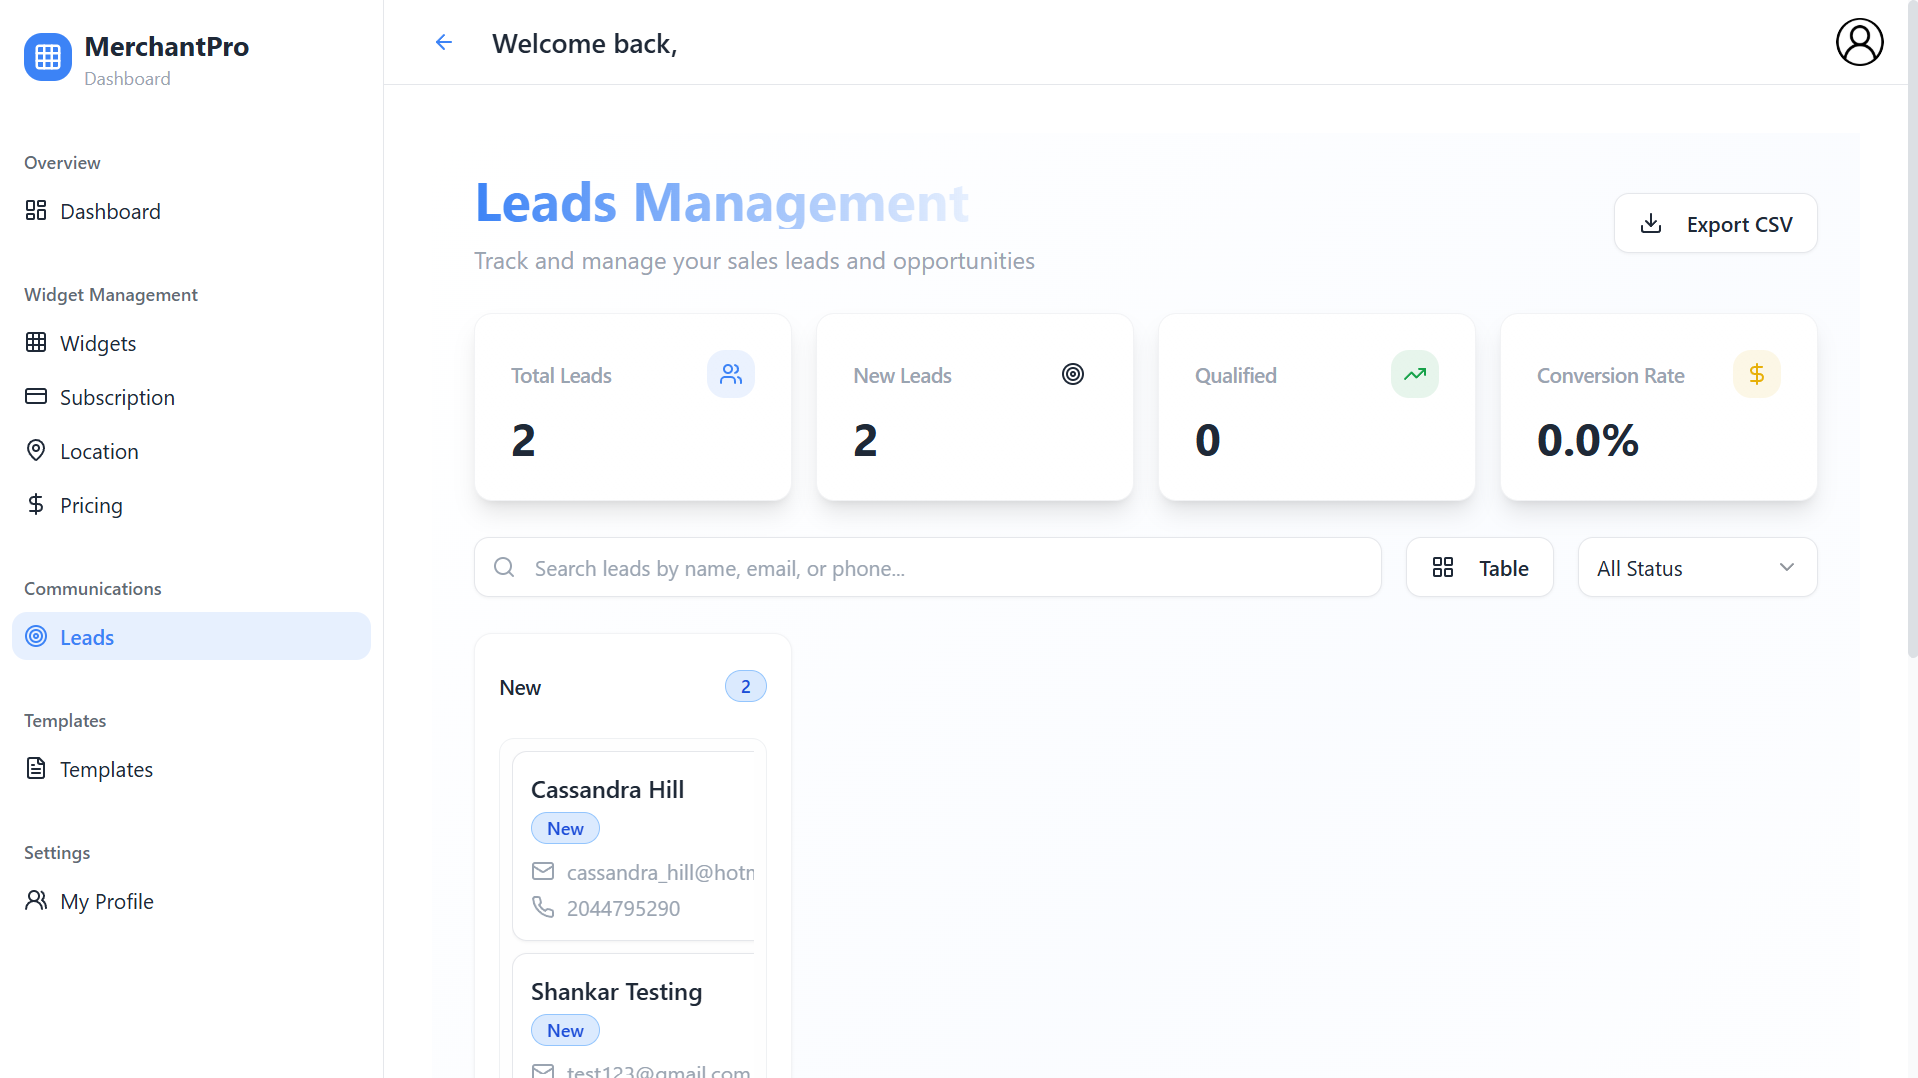 MerchantPro
Dashboard
Overview
Dashboard
Widget Management
Widgets
Subscription
Location
Pricing
Communications
Leads
Templates
Templates
Settings
My Profile
Welcome back,
Leads Management
Track and manage your sales leads and opportunities
Export CSV
Total Leads
2
New Leads
2
Qualified
0
Conversion Rate
0.0%
Search leads by name, email, or phone...
Table
All Status
New
2
Cassandra Hill
New
cassandra_hill@hotm
2044795290
Shankar Testing
New
test123@gmail.com